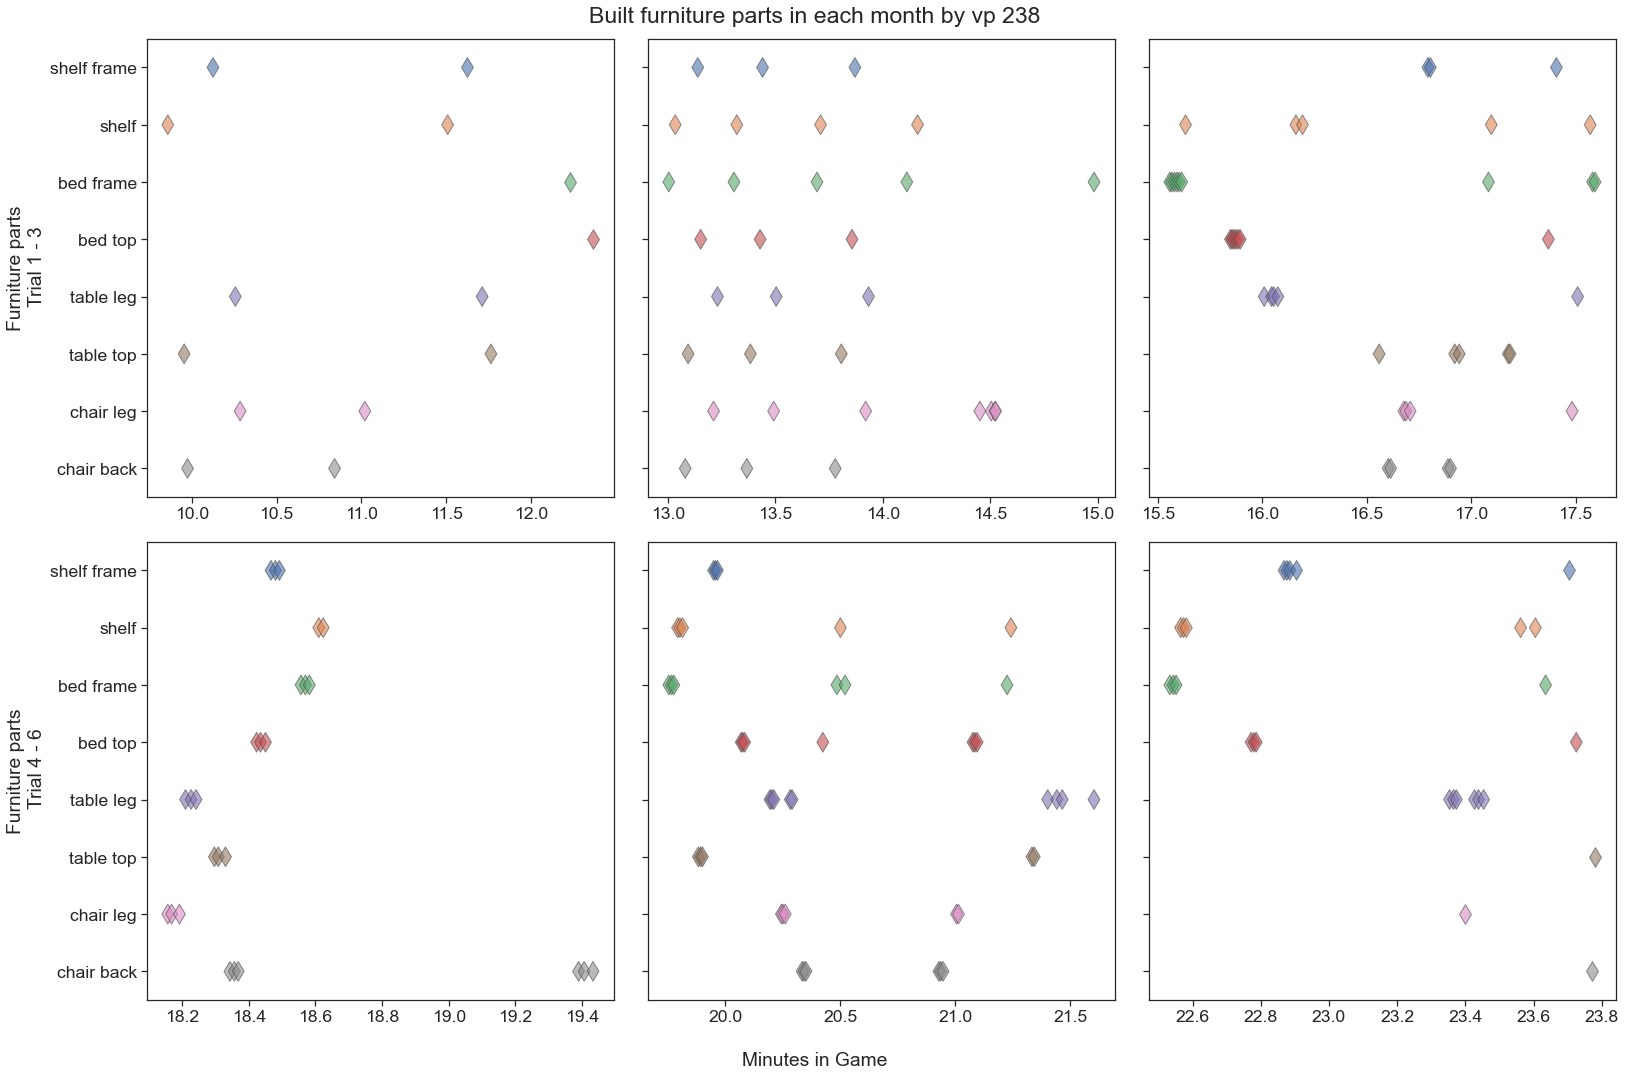 Built furniture parts in each month by vp 238
Furniture parts
Trial 1 - 3
shelf frame
shelf
bed frame
bed top
table leg
table top
chair leg
chair back
10.0 10.5 11.0 11.5 12.0
13.0 13.5 14.0 14.5 15.0
15.5 16.0 16.5 17.0 17.5
Furniture parts
Trial 4 - 6
shelf frame
shelf
bed frame
bed top
table leg
table top
chair leg
chair back
18.2 18.4 18.6 18.8 19.0 19.2 19.4
20.0 20.5 21.0 21.5
22.6 22.8 23.0 23.2 23.4 23.6 23.8
Minutes in Game